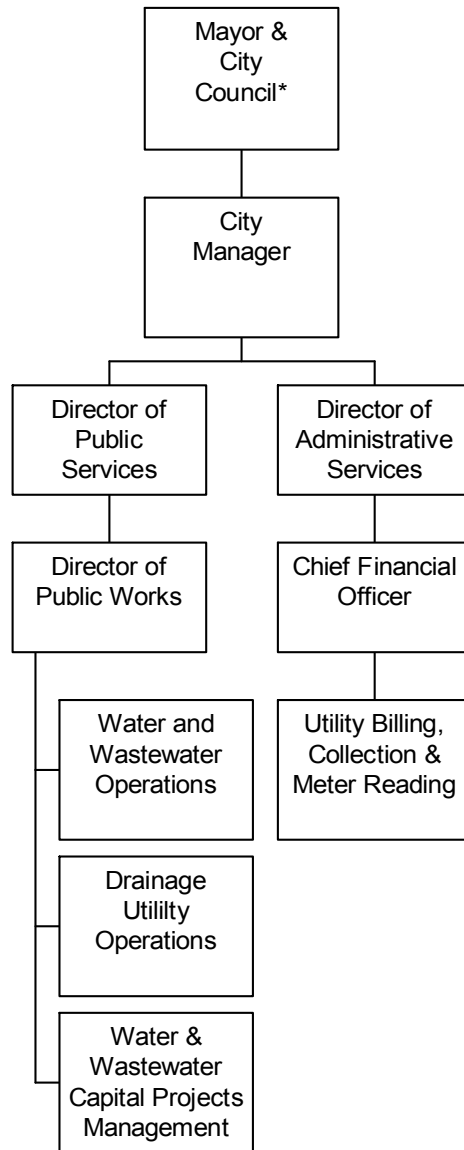 Mayor &
City
Council*
City
Manager
Director of
Public
Services
Director of
Administrative
Services
Director of
Public Works
Chief Financial
Officer
Water and
Wastewater
Operations
Utility Billing,
Collection &
Meter Reading
Drainage
Utililty
Operations
Water &
Wastewater
Capital Projects
Management